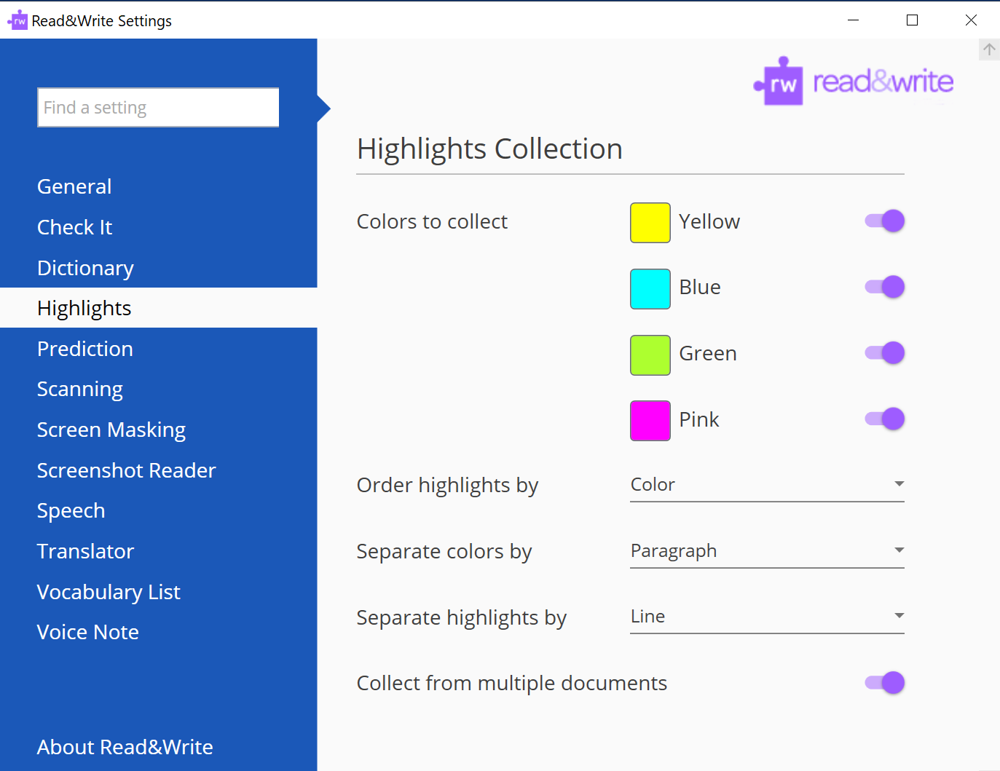 rw Read&Write Settings
Find a setting
General
Check It
Dictionary
Highlights
Prediction
Scanning
Screen Masking
Screenshot Reader
Speech
Translator
Vocabulary List
Voice Note
About Read&Write
rw read&write
Highlights Collection
Colors to collect Yellow
Blue
Green
Pink
Order highlights by Color
Separate colors by Paragraph
Separate highlights by Line
Collect from multiple documents